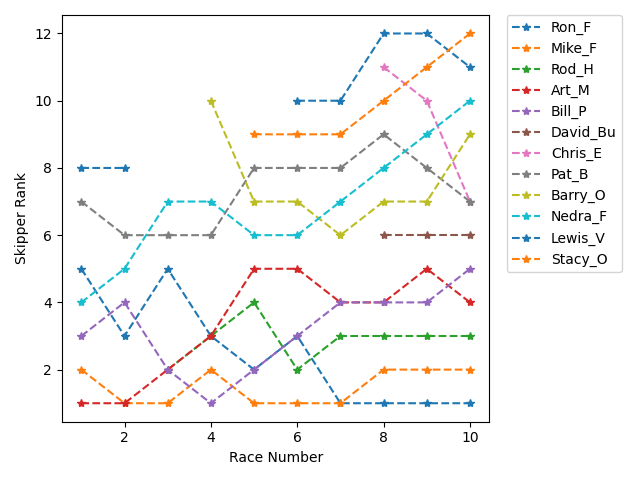 12
10
8
6
4
2
Skipper Rank
2 4 6 8 10
Race Number
Ron_F
Mike_F
Rod_H
Art_M
Bill_P
David_Bu
Chris_E
Pat_B
Barry_O
Nedra_F
Lewis_V
Stacy_O